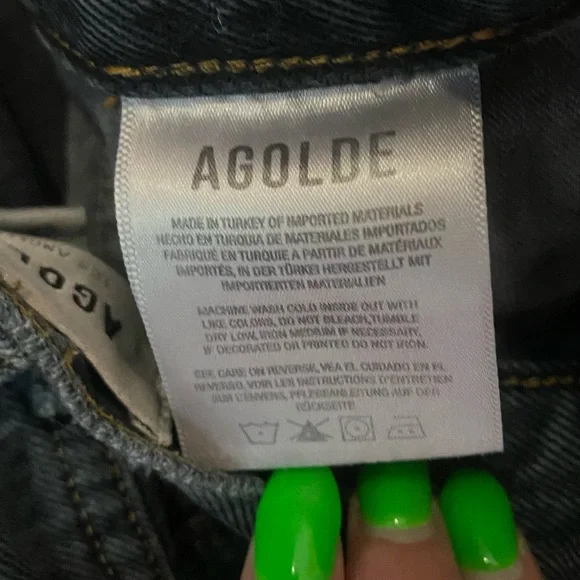 AGOLDE
MADE IN TURKEY OF IMPORTED MATERIALS
HECHO EN TURQUIA DE MATERIALES IMPORTADOS
FABRIQUÉ EN TURQUIE A PARTIR DE MATÉRIAUX
IMPORTÉS, IN DER TÜRKEI HERGESTELLT MIT
IMPORTIERTEN MATERIALIEN
MACHINE WASH COLD INSIDE OUT WITH
LIKE COLORS, DO NOT BLEACH, TUMBLE
DRY LOW, IRON MEDIUM IF NECESSARY,
IF DECORATED OR PRINTED DO NOT IRON.
SEE CARE ON REVERSE, VEA EL CUIDADO EN EL
REVERSO, VOIR LES INSTRUCTIONS D'ENTRETIEN
SUR L'ENVERS, PFLEGEANLEITUNG AUF DER
RÜCKSEITE
AGOL